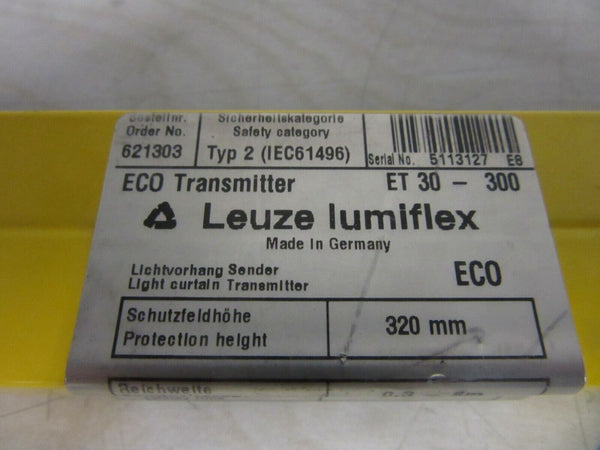 Bestellnr. Sicherheitskategorie
Order No. Safety category
621303 Typ 2 (IEC61496) Serial No. 5113127 E8
ECO Transmitter ET 30 - 300
Leuze lumiflex
Made in Germany
Lichtvorhang Sender
Light curtain Transmitter ECO
Schutzfeldhöhe
Protection height 320 mm
Reichweite